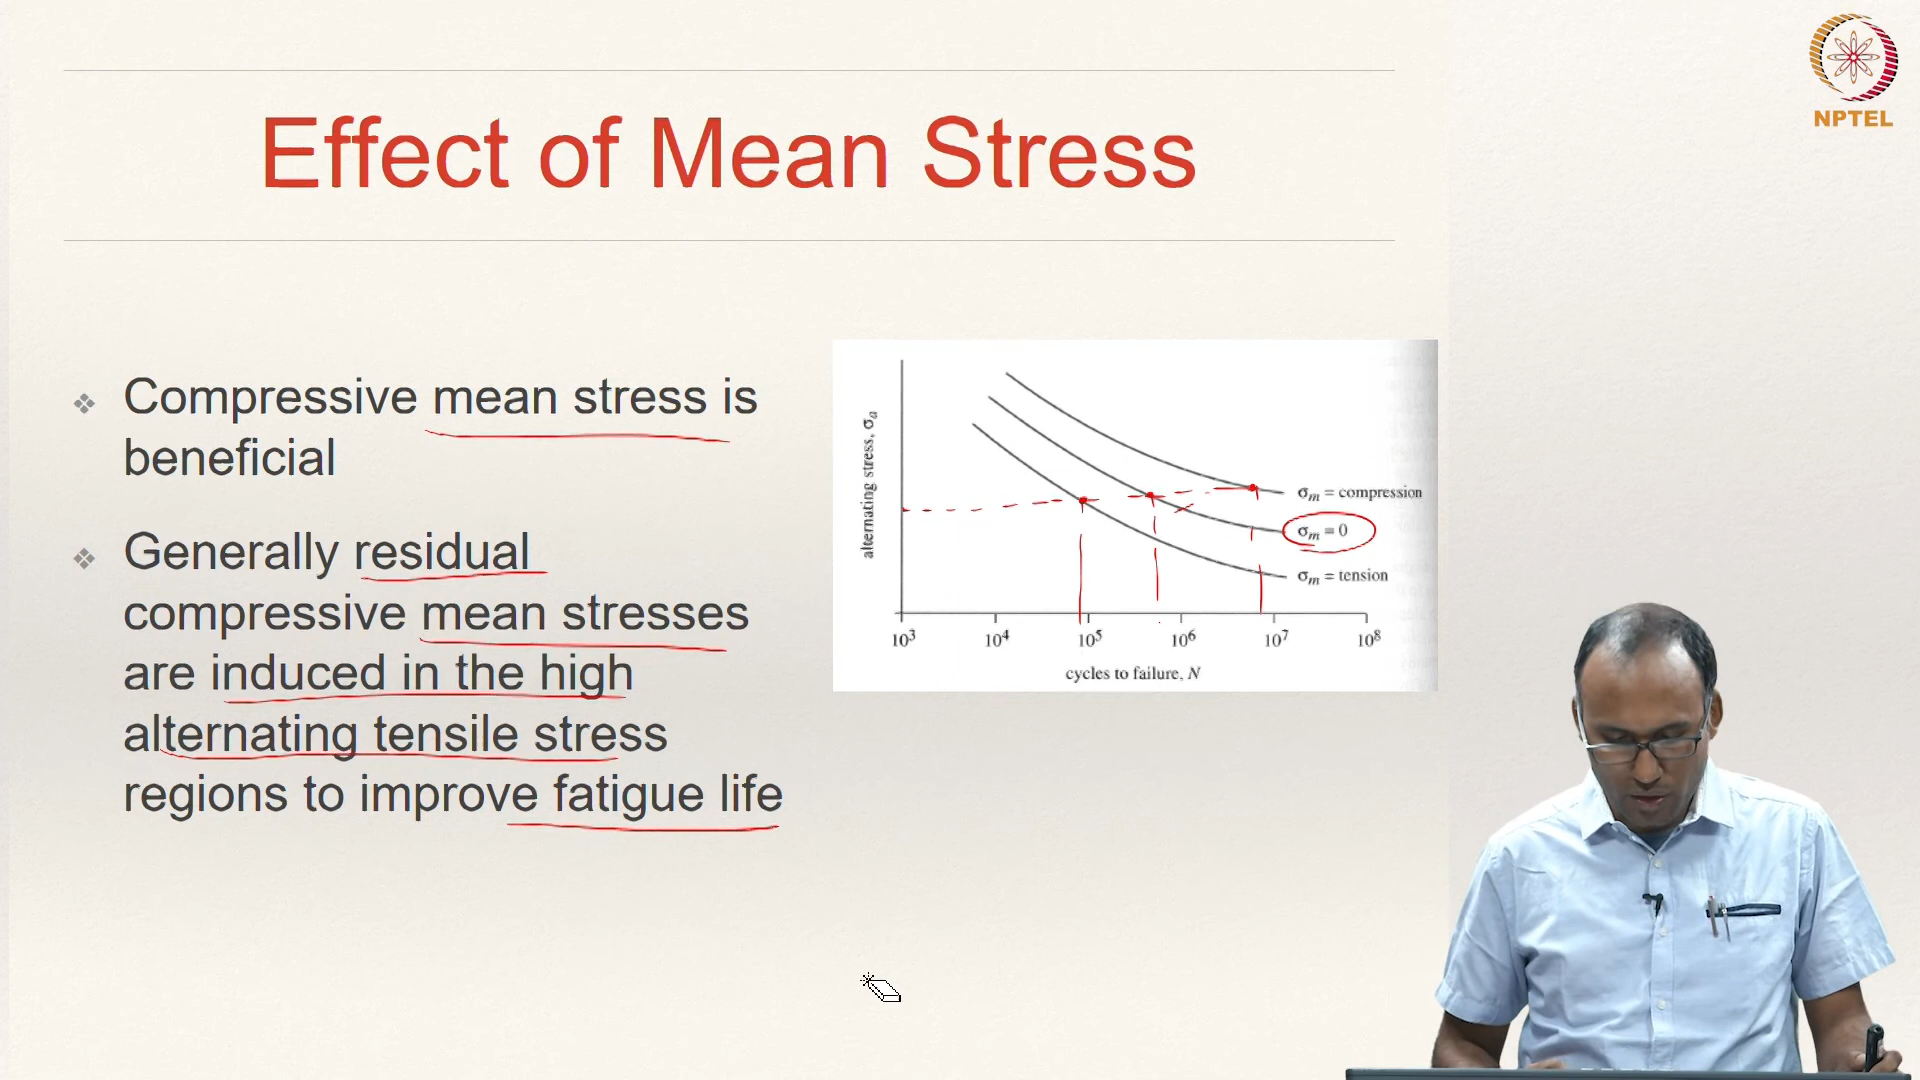 NPTEL
Effect of Mean Stress
Compressive mean stress is
beneficial
Generally residual
compressive mean stresses
are induced in the high
alternating tensile stress
regions to improve fatigue life
alternating stress, σₐ
σₘ = compression
σₘ = 0
σₘ = tension
10³ 10⁴ 10⁵ 10⁶ 10⁷ 10⁸
cycles to failure, N